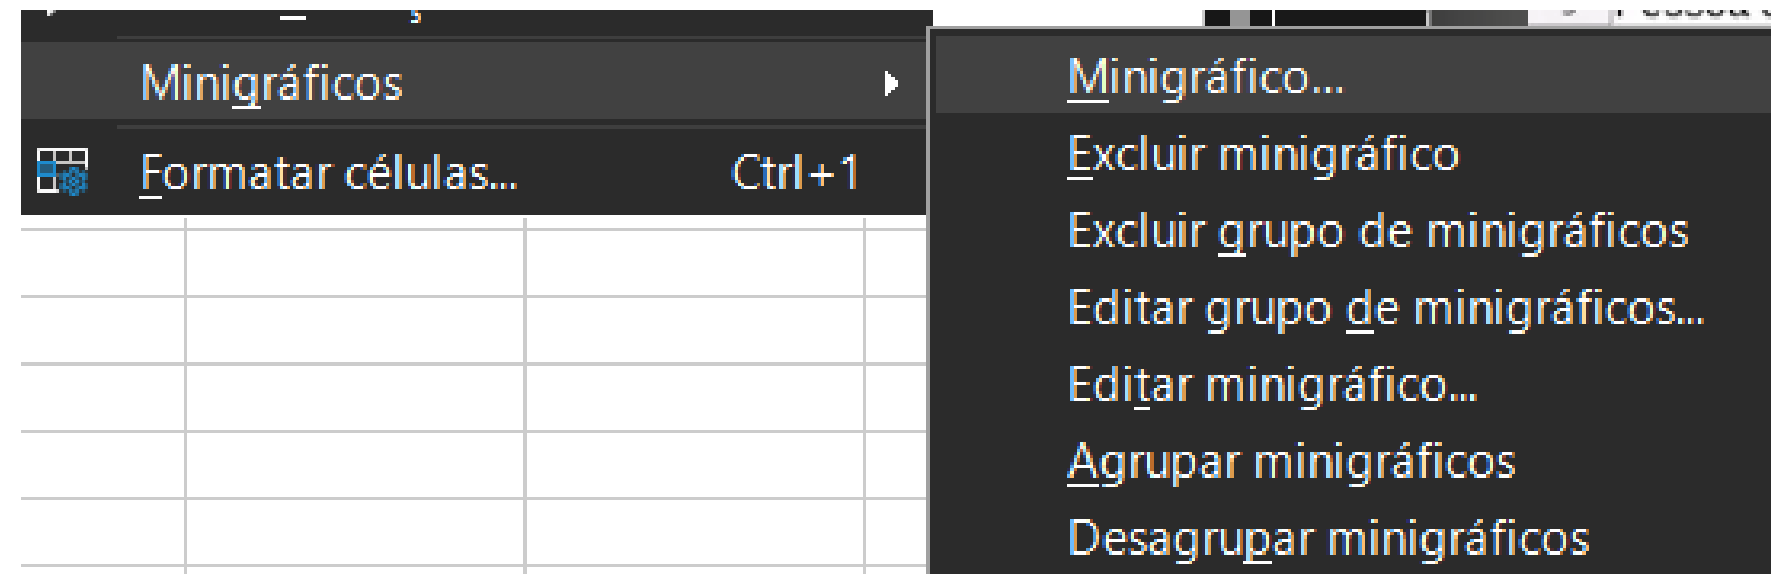 Minigráficos
Formatar células... Ctrl+1
Minigráfico...
Excluir minigráfico
Excluir grupo de minigráficos
Editar grupo de minigráficos...
Editar minigráfico...
Agrupar minigráficos
Desagrupar minigráficos